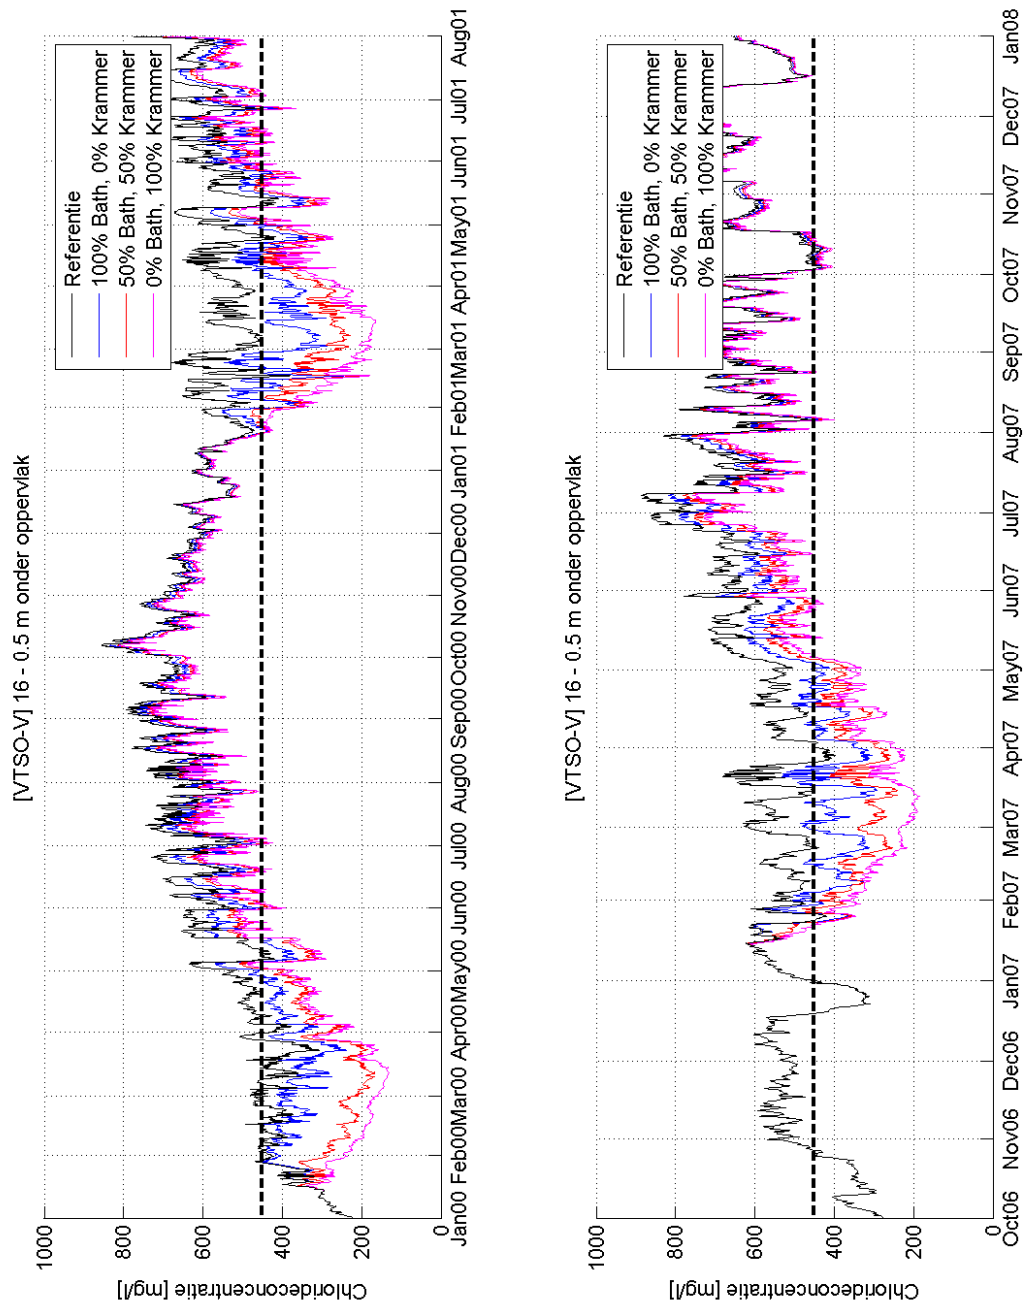 [VTSO-V] 16 - 0.5 m onder oppervlak
Chlorideconcentratie [mg/l]
1000
800
600
400
200
0
Referentie
100% Bath, 0% Krammer
50% Bath, 50% Krammer
0% Bath, 100% Krammer
Jan00 Feb00 Mar00 Apr00 May00 Jun00 Jul00 Aug00 Sep00 Oct00 Nov00 Dec00 Jan01 Feb01 Mar01 Apr01 May01 Jun01 Jul01 Aug01
[VTSO-V] 16 - 0.5 m onder oppervlak
Chlorideconcentratie [mg/l]
1000
800
600
400
200
0
Referentie
100% Bath, 0% Krammer
50% Bath, 50% Krammer
0% Bath, 100% Krammer
Oct06 Nov06 Dec06 Jan07 Feb07 Mar07 Apr07 May07 Jun07 Jul07 Aug07 Sep07 Oct07 Nov07 Dec07 Jan08